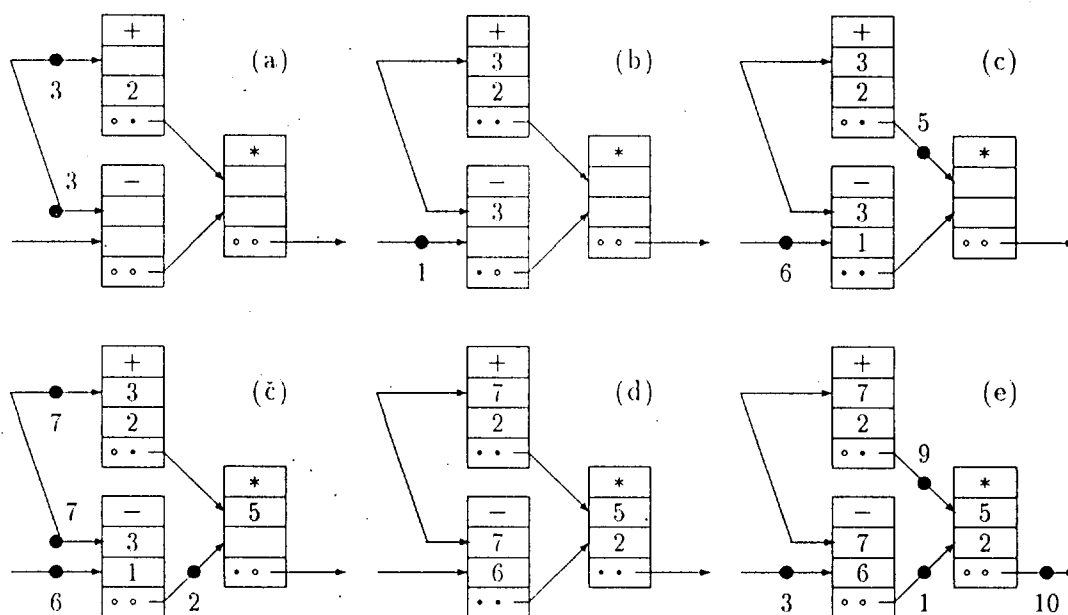 + (a) + (b) + (c)
3 3 3
2 2 2
5
3 * * *
− − −
3 3
1
1 6
+ (č) + (d) + (e)
3 7 7
7 2 2 2
9
* * *
7 − 5 − 5 − 5
3 7 2 7 2
1 6 6
6 2 3 1 10